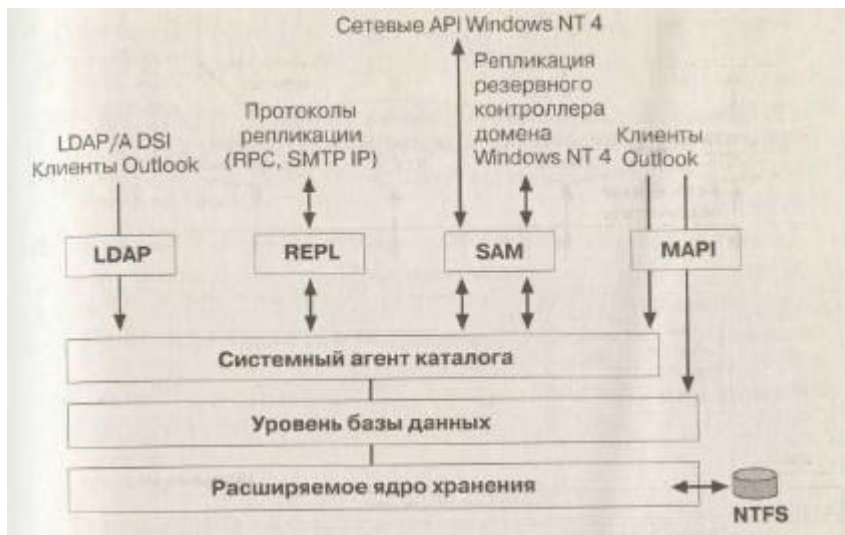 Сетевые API Windows NT 4
Репликация
резервного
контроллера
домена
Windows NT 4
Протоколы
репликации
(RPC, SMTP IP)
LDAP/A DSI
Клиенты Outlook
Клиенты
Outlook
LDAP
REPL
SAM
MAPI
Системный агент каталога
Уровень базы данных
Расширяемое ядро хранения
NTFS